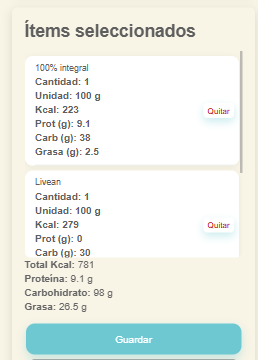 Ítems seleccionados
100% integral
Cantidad: 1
Unidad: 100 g
Kcal: 223
Quitar
Prot (g): 9.1
Carb (g): 38
Grasa (g): 2.5
Livean
Cantidad: 1
Unidad: 100 g
Kcal: 279
Quitar
Prot (g): 0
Carb (g): 30
Total Kcal: 781
Proteína: 9.1 g
Carbohidrato: 98 g
Grasa: 26.5 g
Guardar